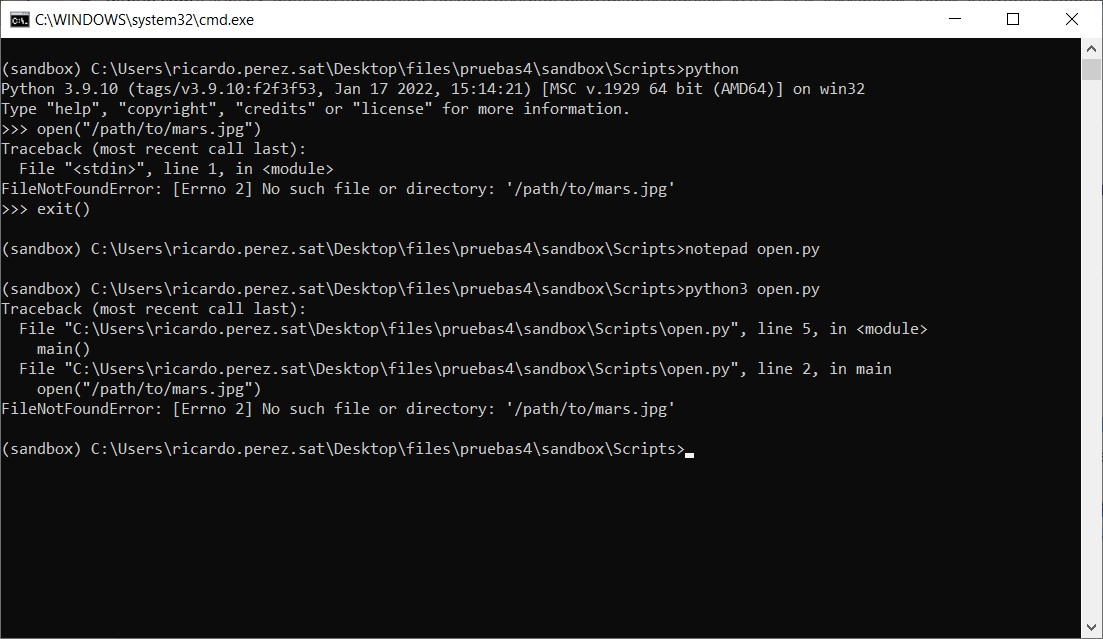 C:\WINDOWS\system32\cmd.exe
(sandbox) C:\Users\ricardo.perez.sat\Desktop\files\pruebas4\sandbox\Scripts>python
Python 3.9.10 (tags/v3.9.10:f2f3f53, Jan 17 2022, 15:14:21) [MSC v.1929 64 bit (AMD64)] on win32
Type "help", "copyright", "credits" or "license" for more information.
>>> open("/path/to/mars.jpg")
Traceback (most recent call last):
  File "<stdin>", line 1, in <module>
FileNotFoundError: [Errno 2] No such file or directory: '/path/to/mars.jpg'
>>> exit()
(sandbox) C:\Users\ricardo.perez.sat\Desktop\files\pruebas4\sandbox\Scripts>notepad open.py
(sandbox) C:\Users\ricardo.perez.sat\Desktop\files\pruebas4\sandbox\Scripts>python3 open.py
Traceback (most recent call last):
  File "C:\Users\ricardo.perez.sat\Desktop\files\pruebas4\sandbox\Scripts\open.py", line 5, in <module>
    main()
  File "C:\Users\ricardo.perez.sat\Desktop\files\pruebas4\sandbox\Scripts\open.py", line 2, in main
    open("/path/to/mars.jpg")
FileNotFoundError: [Errno 2] No such file or directory: '/path/to/mars.jpg'
(sandbox) C:\Users\ricardo.perez.sat\Desktop\files\pruebas4\sandbox\Scripts>